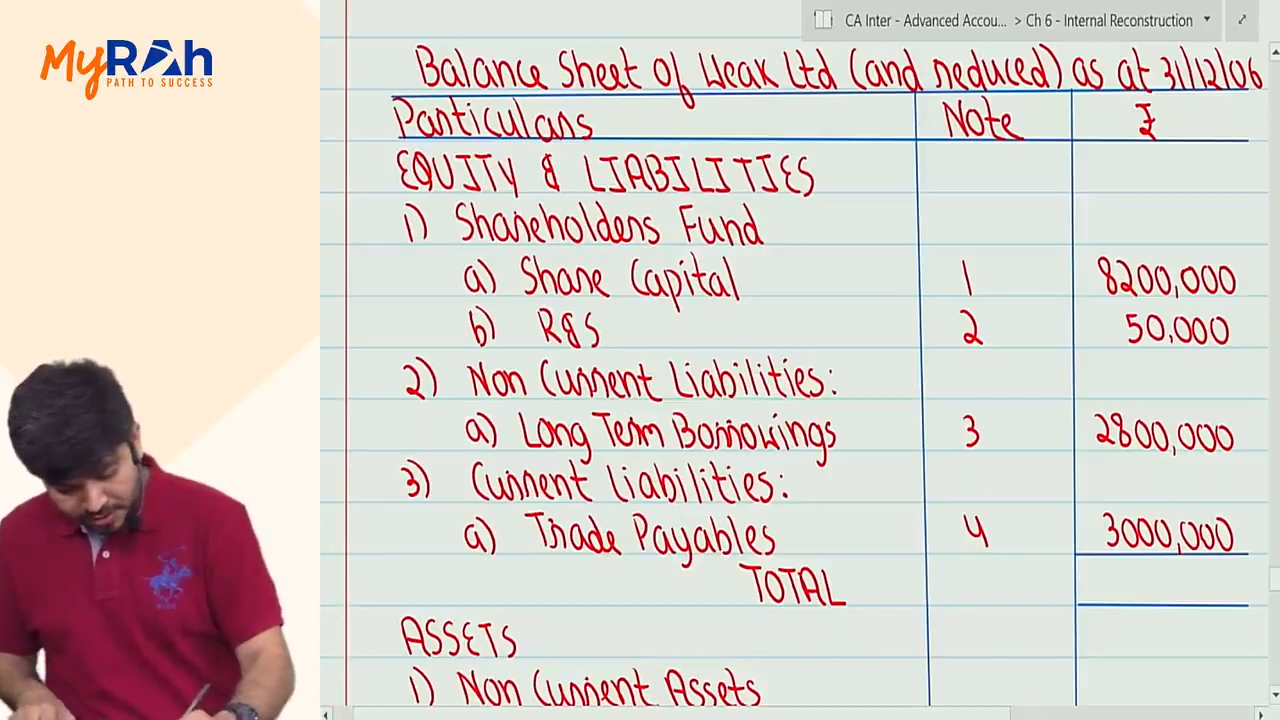 MyRAh
PATH TO SUCCESS
CA Inter - Advanced Accou... > Ch 6 - Internal Reconstruction
Balance Sheet of Weak Ltd (and reduced) as at 31/12/06
Particulars Note ₹
EQUITY & LIABILITIES
1) Shareholders Fund
a) Share Capital 1 8200,000
b) R&S 2 50,000
2) Non Current Liabilities:
a) Long Term Borrowings 3 2800,000
3) Current Liabilities:
a) Trade Payables 4 3000,000
TOTAL
ASSETS
1) Non Current Assets